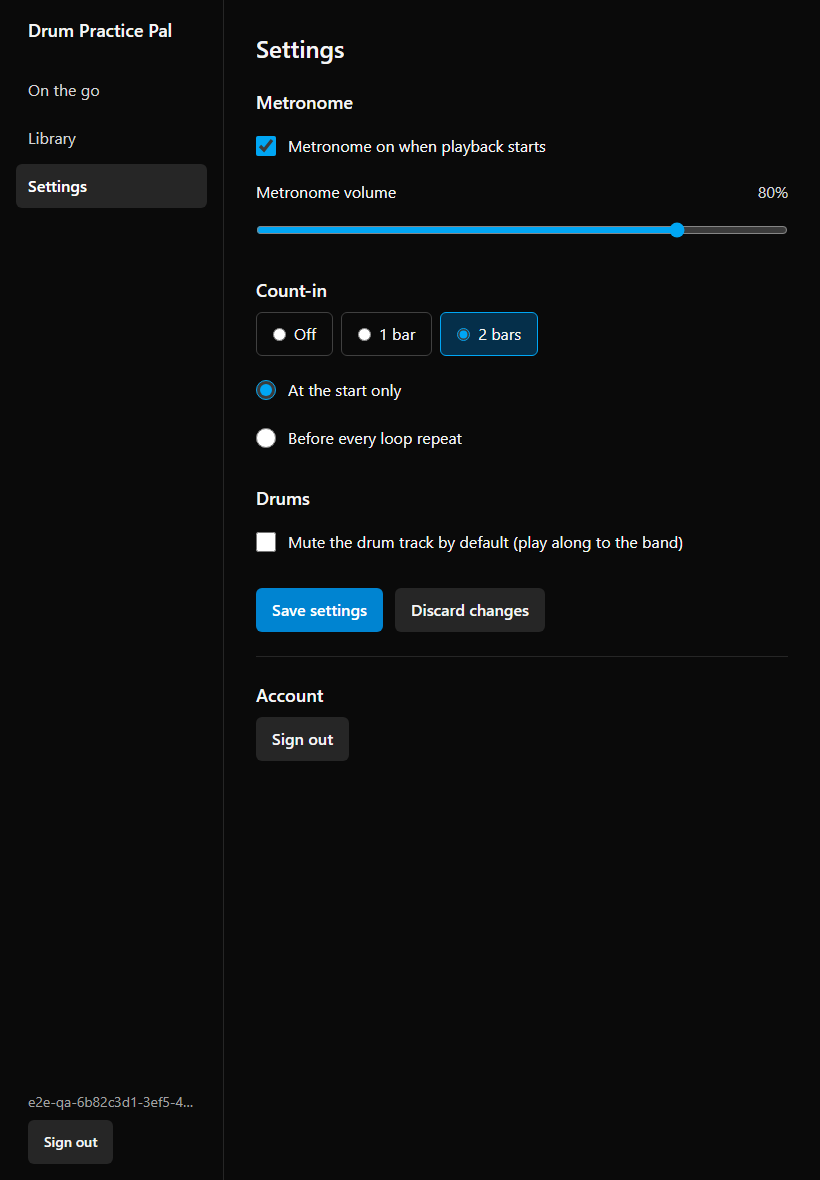 Drum Practice Pal
On the go
Library
Settings
e2e-qa-6b82c3d1-3ef5-4...
Sign out
Settings
Metronome
Metronome on when playback starts
Metronome volume 80%
Count-in
Off 1 bar 2 bars
At the start only
Before every loop repeat
Drums
Mute the drum track by default (play along to the band)
Save settings Discard changes
Account
Sign out